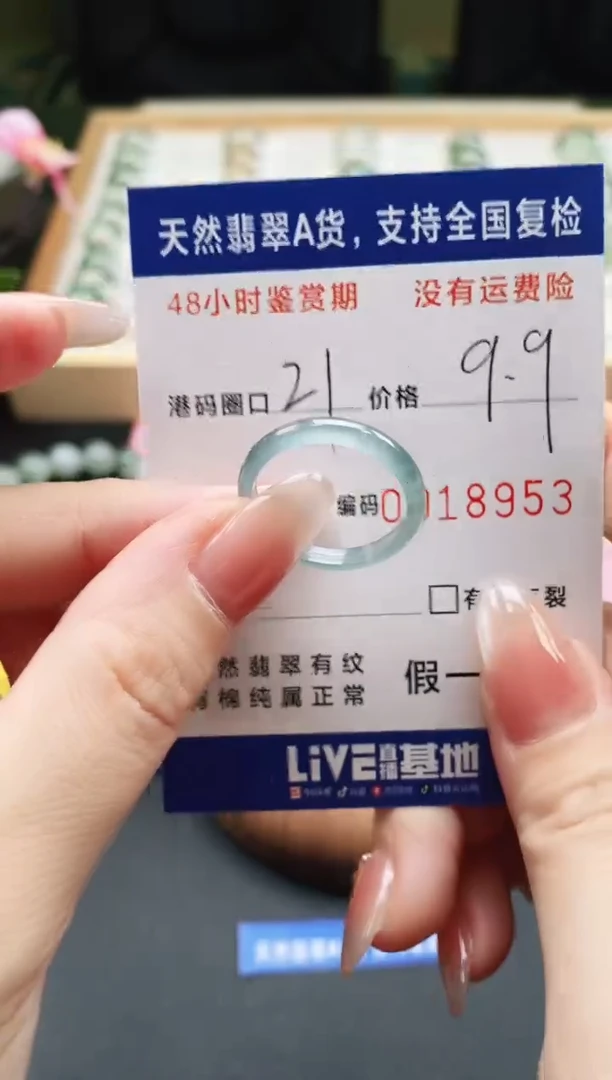 天然翡翠A货，支持全国复检
48小时鉴赏期 没有运费险
港码圈口 21 价格 9.9
编码 0018953
有 裂
然翡翠有纹
棉纯属正常
假一
LiVE直播基地